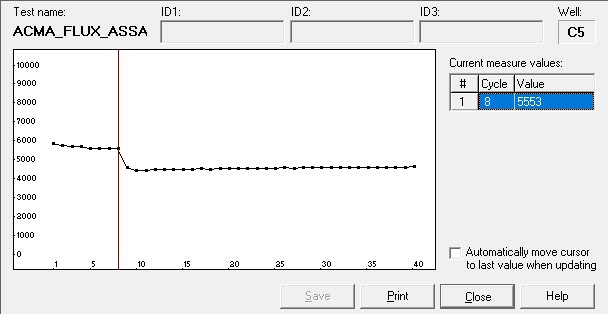 Test name: ID1: ID2: ID3: Well:
ACMA_FLUX_ASSA C5
Current measure values:
# Cycle Value
1 8 5553
10000
9000
8000
7000
6000
5000
4000
3000
2000
1000
0
1 5 10 15 20 25 30 35 40
Automatically move cursor
to last value when updating
Save Print Close Help